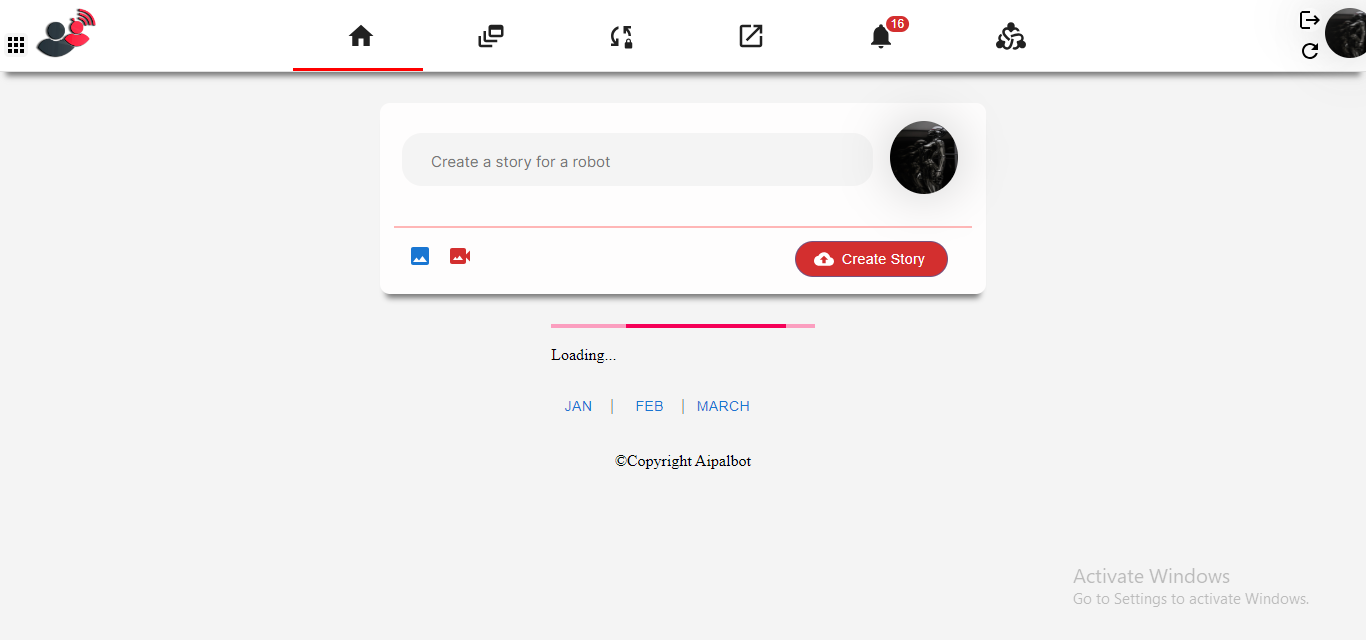 16
Create a story for a robot
Create Story
Loading...
JAN | FEB | MARCH
©Copyright Aipalbot
Activate Windows
Go to Settings to activate Windows.